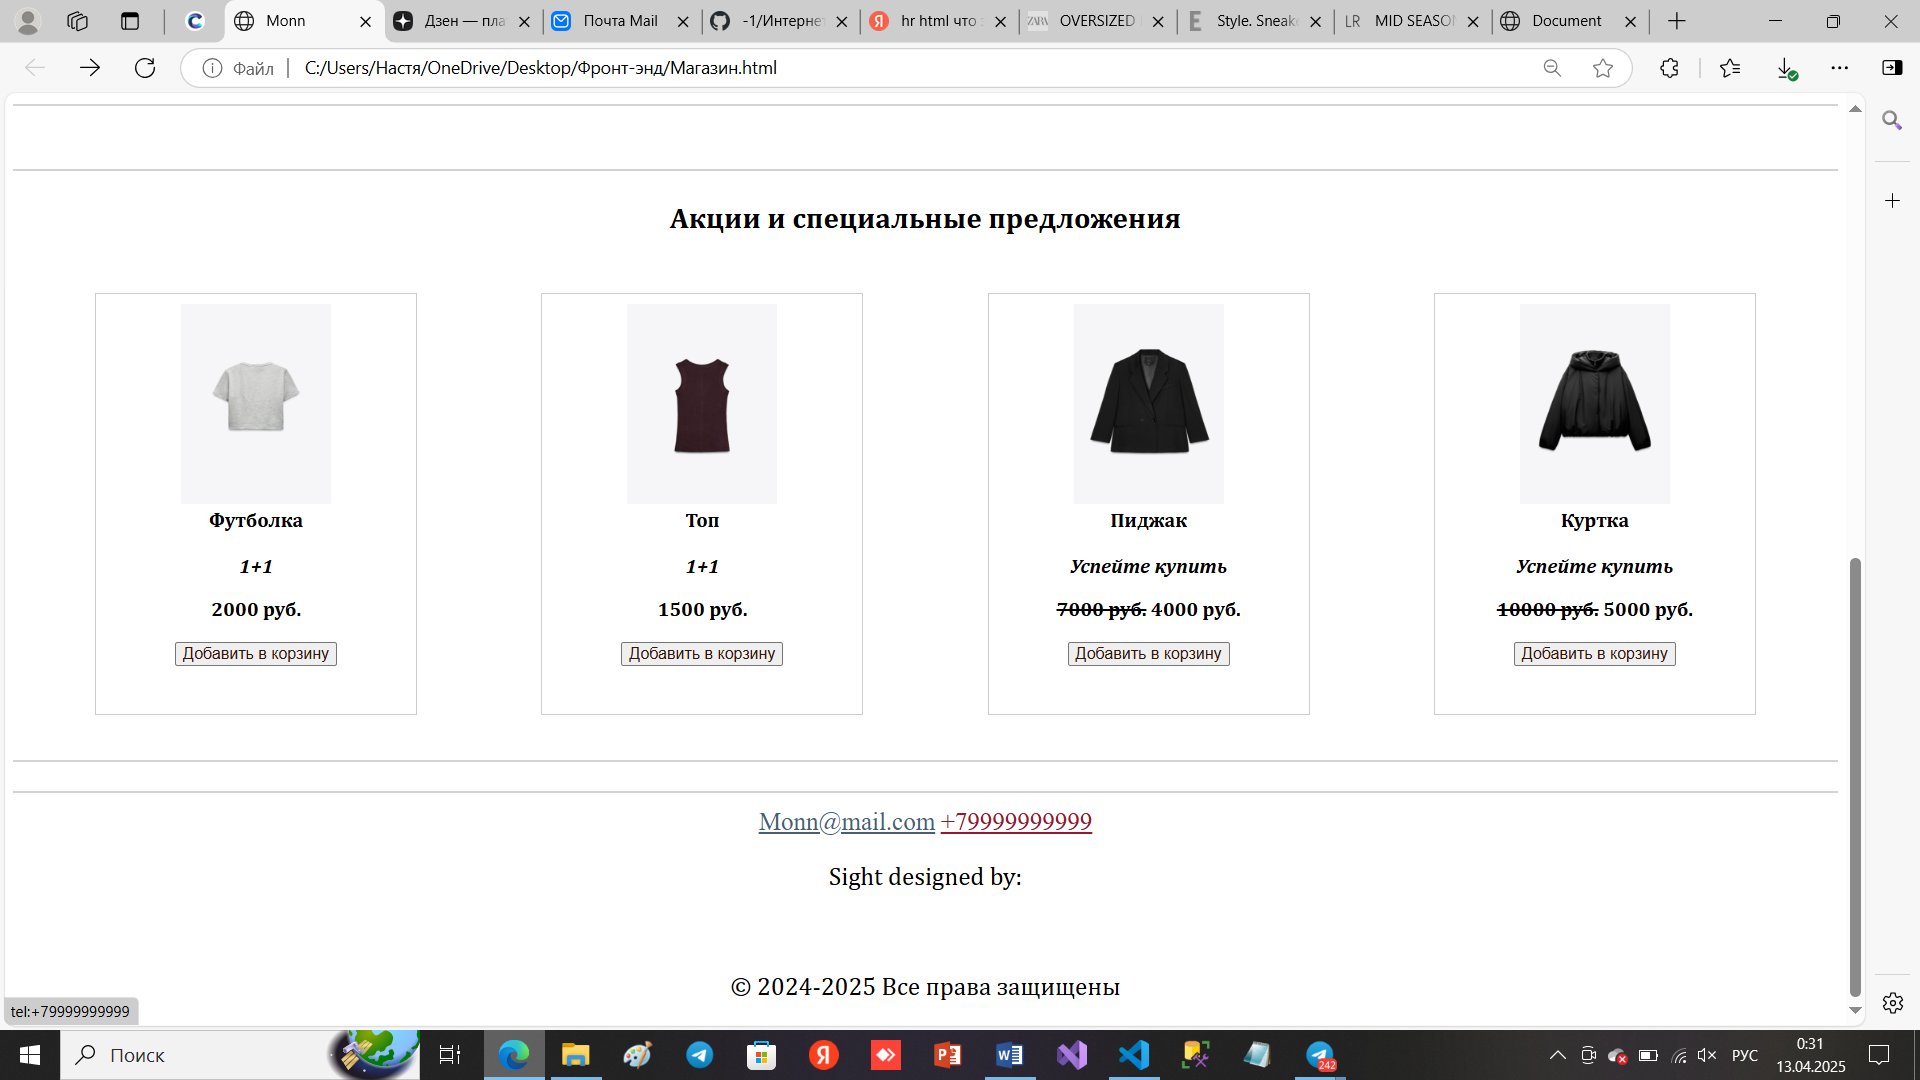 Monn
Дзен — пла
Почта Mail
-1/Интерне
hr html что
ZARA
OVERSIZED
Style. Sneak
LR
MID SEASO
Document
Файл
C:/Users/Настя/OneDrive/Desktop/Фронт-энд/Магазин.html
Акции и специальные предложения
Футболка
1+1
2000 руб.
Добавить в корзину
Топ
1+1
1500 руб.
Добавить в корзину
Пиджак
Успейте купить
7000 руб. 4000 руб.
Добавить в корзину
Куртка
Успейте купить
10000 руб. 5000 руб.
Добавить в корзину
Monn@mail.com +79999999999
Sight designed by:
© 2024-2025 Все права защищены
tel:+79999999999
Поиск
242
РУС
0:31
13.04.2025